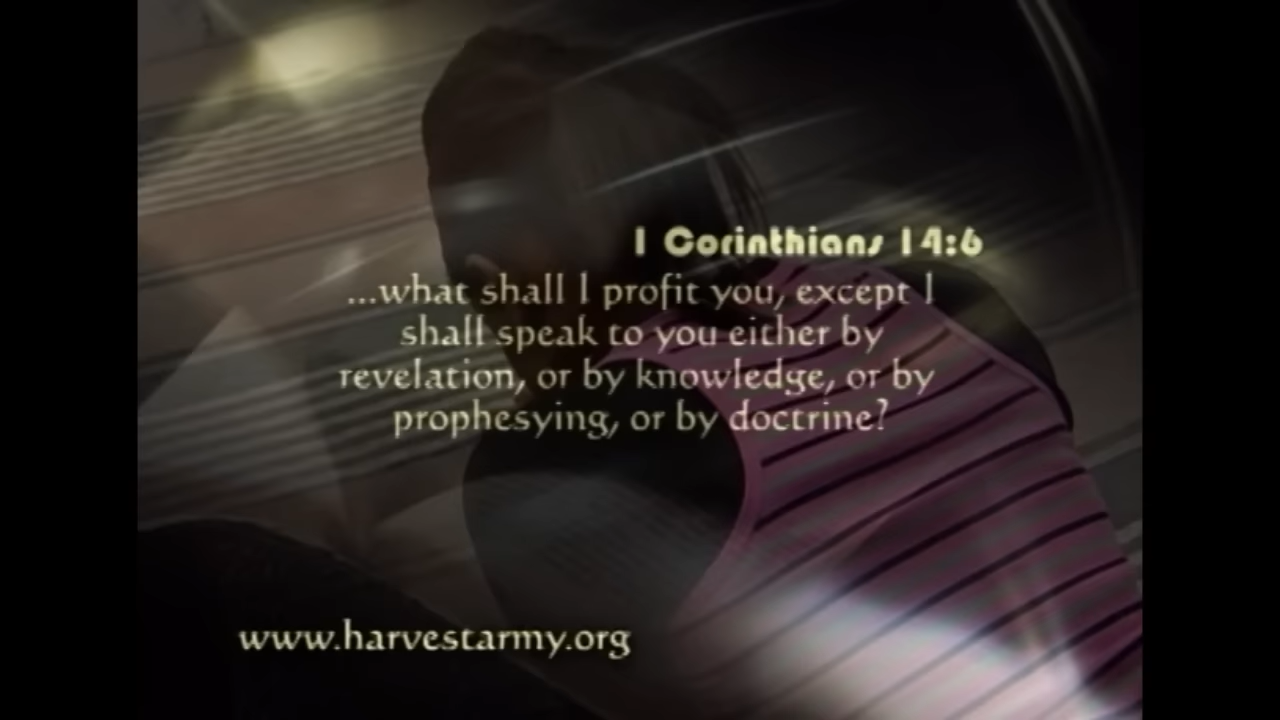 1 Corinthians 14:6
...what shall I profit you, except I
shall speak to you either by
revelation, or by knowledge, or by
prophesying, or by doctrine?
www.harvestarmy.org